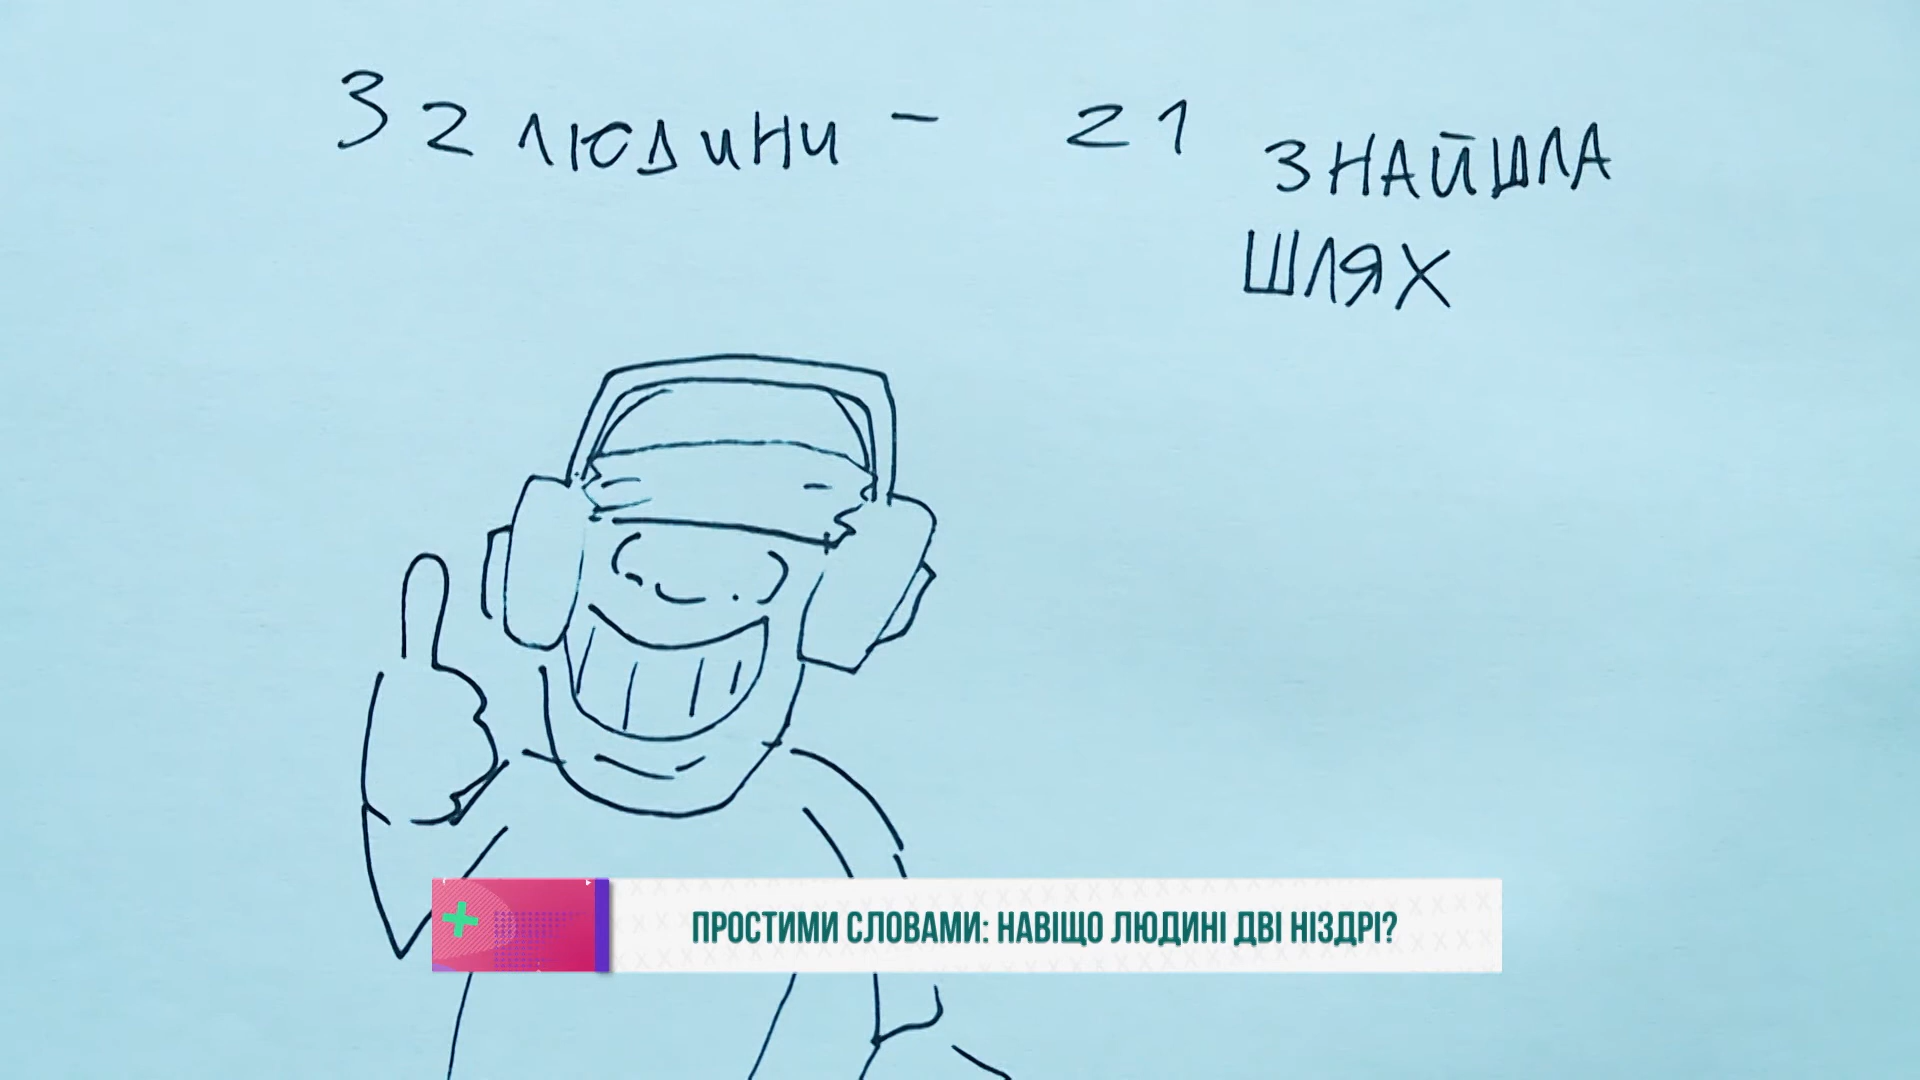 32 ЛЮДИНИ - 21 ЗНАЙШЛА
ШЛЯХ
ПРОСТИМИ СЛОВАМИ: НАВІЩО ЛЮДИНІ ДВІ НІЗДРІ?